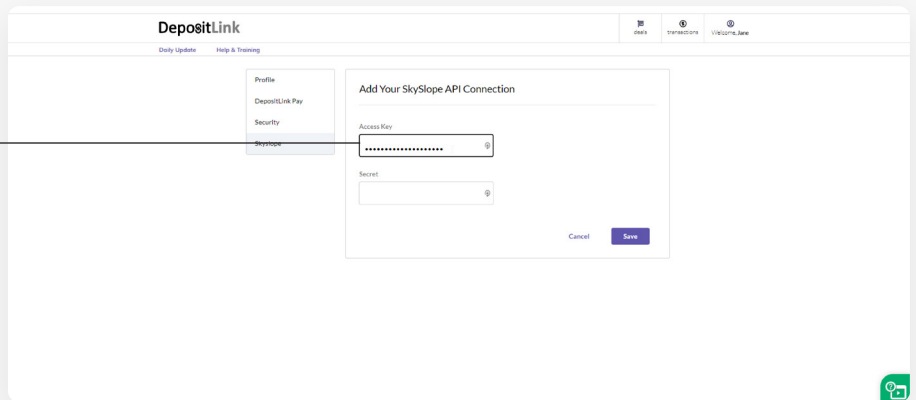 DepositLink
deals
transactions
Welcome, Jane
Daily Update
Help & Training
Profile
DepositLink Pay
Security
Skyslope
Add Your SkySlope API Connection
Access Key
••••••••••••••••••••
Secret
Cancel
Save